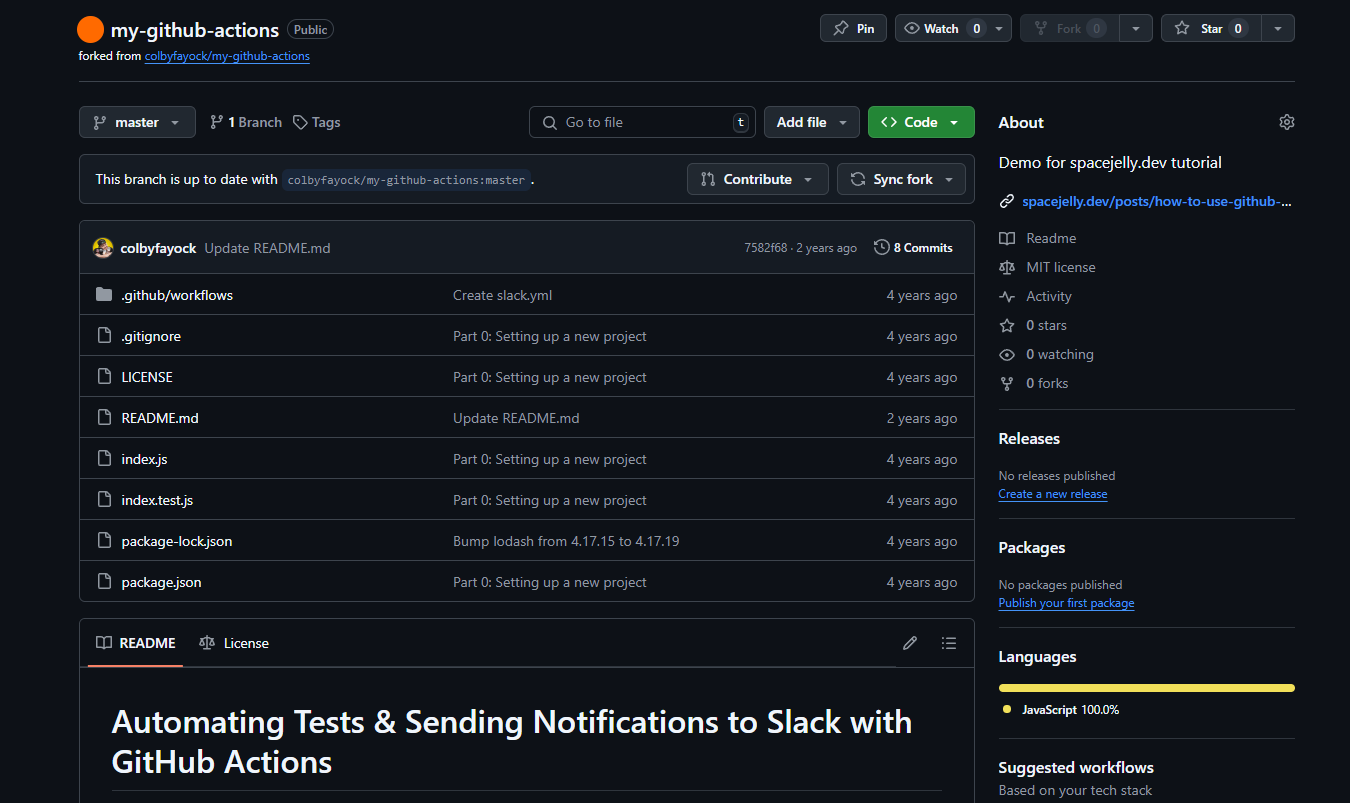 my-github-actions Public Pin Watch 0 Fork 0 Star 0
forked from colbyfayock/my-github-actions
master 1 Branch Tags Go to file t Add file Code
This branch is up to date with colbyfayock/my-github-actions:master. Contribute Sync fork
colbyfayock Update README.md 7582f68 · 2 years ago 8 Commits
.github/workflows Create slack.yml 4 years ago
.gitignore Part 0: Setting up a new project 4 years ago
LICENSE Part 0: Setting up a new project 4 years ago
README.md Update README.md 2 years ago
index.js Part 0: Setting up a new project 4 years ago
index.test.js Part 0: Setting up a new project 4 years ago
package-lock.json Bump lodash from 4.17.15 to 4.17.19 4 years ago
package.json Part 0: Setting up a new project 4 years ago
README License
Automating Tests & Sending Notifications to Slack with
GitHub Actions
About
Demo for spacejelly.dev tutorial
spacejelly.dev/posts/how-to-use-github-...
Readme
MIT license
Activity
0 stars
0 watching
0 forks
Releases
No releases published
Create a new release
Packages
No packages published
Publish your first package
Languages
JavaScript 100.0%
Suggested workflows
Based on your tech stack